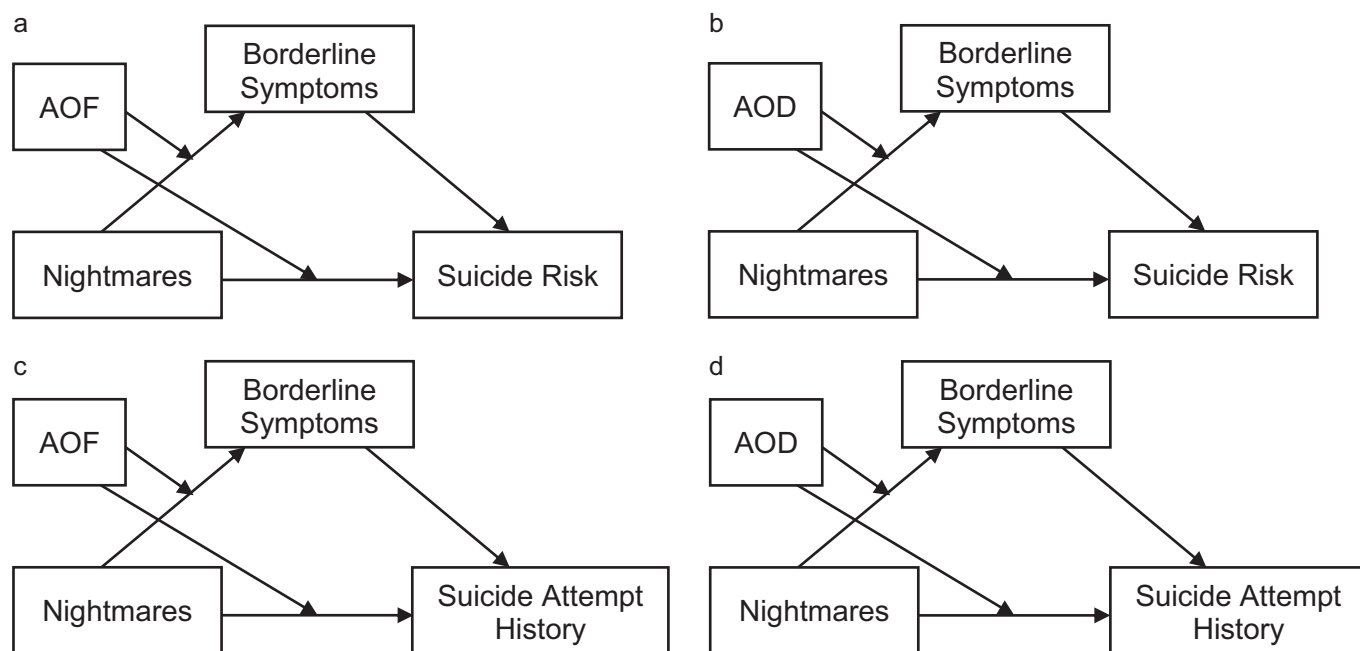 a
Borderline
Symptoms
AOF
Nightmares
Suicide Risk
b
Borderline
Symptoms
AOD
Nightmares
Suicide Risk
c
Borderline
Symptoms
AOF
Nightmares
Suicide Attempt
History
d
Borderline
Symptoms
AOD
Nightmares
Suicide Attempt
History